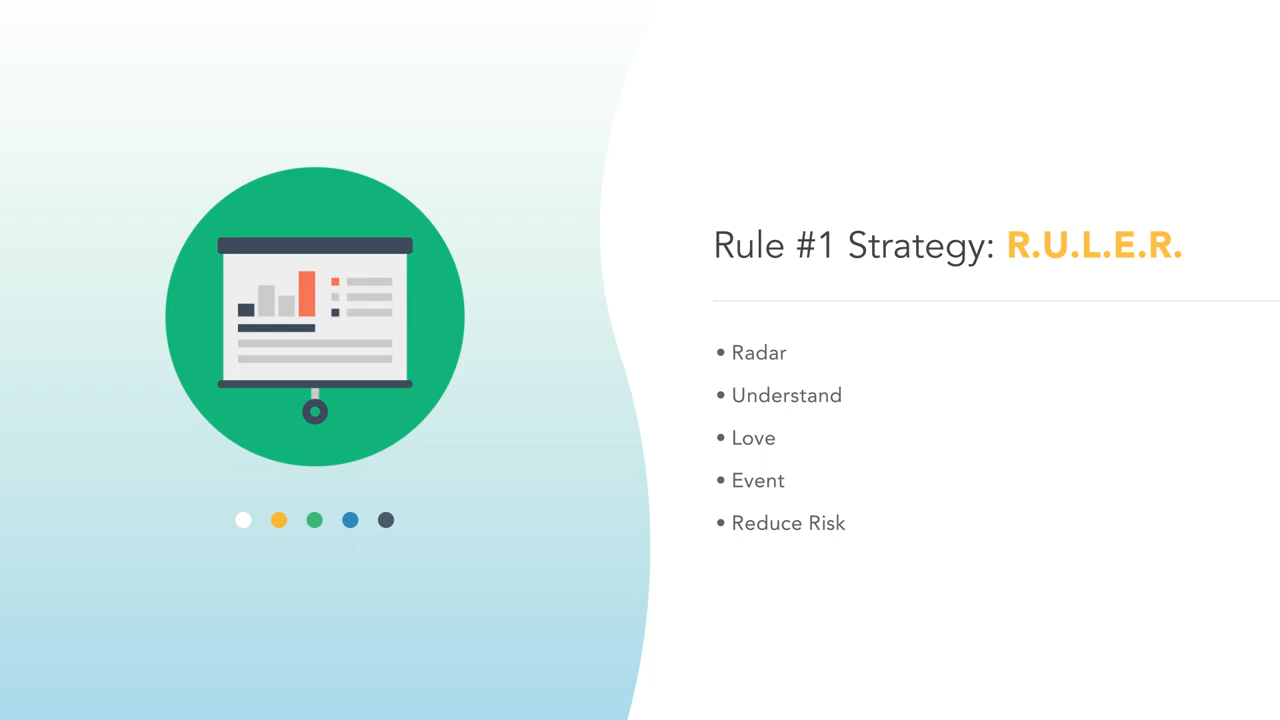 Rule #1 Strategy: R.U.L.E.R.
• Radar
• Understand
• Love
• Event
• Reduce Risk